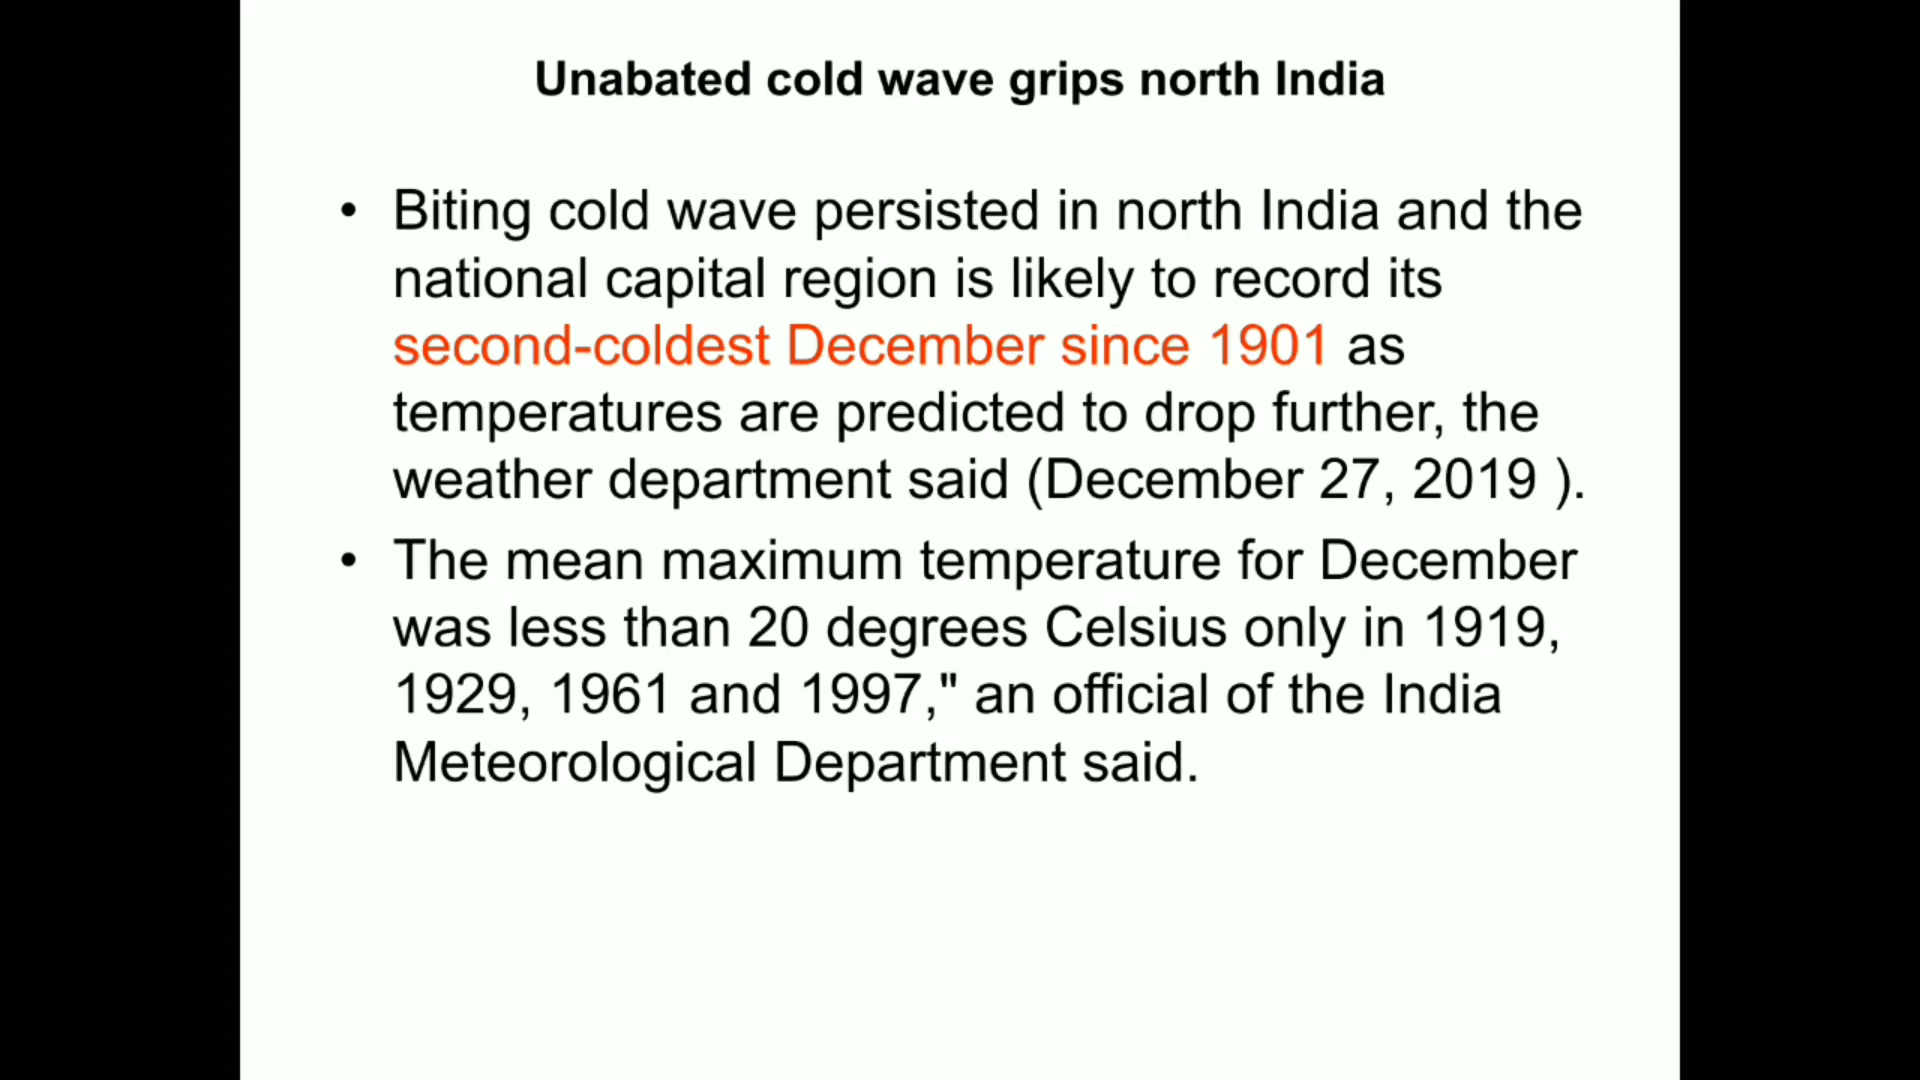 Unabated cold wave grips north India
• Biting cold wave persisted in north India and the
national capital region is likely to record its
second-coldest December since 1901 as
temperatures are predicted to drop further, the
weather department said (December 27, 2019 ).
• The mean maximum temperature for December
was less than 20 degrees Celsius only in 1919,
1929, 1961 and 1997," an official of the India
Meteorological Department said.